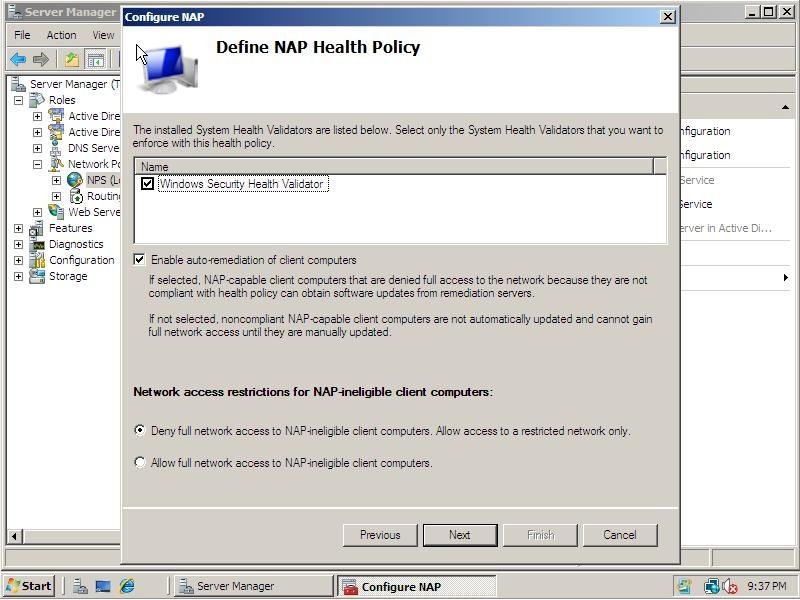 Server Manager
Configure NAP
File Action View
Define NAP Health Policy
Server Manager (T
Roles
Active Dire
Active Dire
DNS Serve
Network Po
NPS (Lo
Routing
Web Serve
Features
Diagnostics
Configuration
Storage
The installed System Health Validators are listed below. Select only the System Health Validators that you want to
enforce with this health policy.
Name
Windows Security Health Validator
Enable auto-remediation of client computers
If selected, NAP-capable client computers that are denied full access to the network because they are not
compliant with health policy can obtain software updates from remediation servers.
If not selected, noncompliant NAP-capable client computers are not automatically updated and cannot gain
full network access until they are manually updated.
Network access restrictions for NAP-ineligible client computers:
Deny full network access to NAP-ineligible client computers. Allow access to a restricted network only.
Allow full network access to NAP-ineligible client computers.
nfiguration
nfiguration
Service
Service
erver in Active Di...
Previous Next Finish Cancel
Start Server Manager Configure NAP 9:37 PM